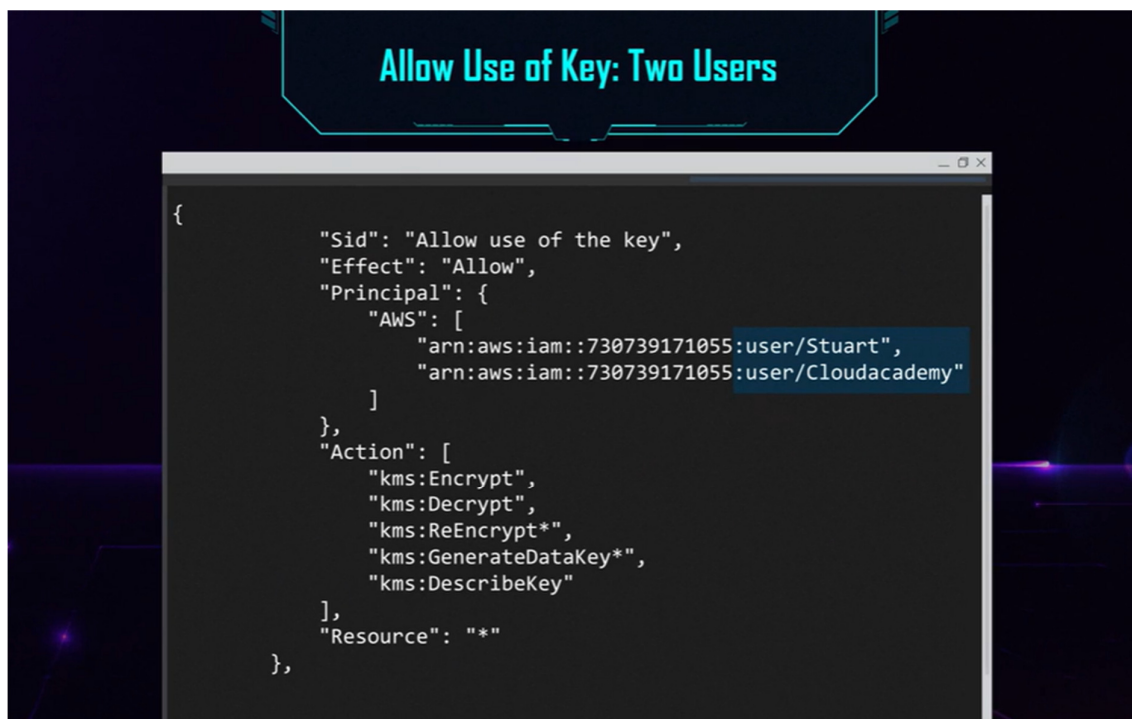 Allow Use of Key: Two Users
{
"Sid": "Allow use of the key",
"Effect": "Allow",
"Principal": {
"AWS": [
"arn:aws:iam::730739171055:user/Stuart",
"arn:aws:iam::730739171055:user/Cloudacademy"
]
},
"Action": [
"kms:Encrypt",
"kms:Decrypt",
"kms:ReEncrypt*",
"kms:GenerateDataKey*",
"kms:DescribeKey"
],
"Resource": "*"
},